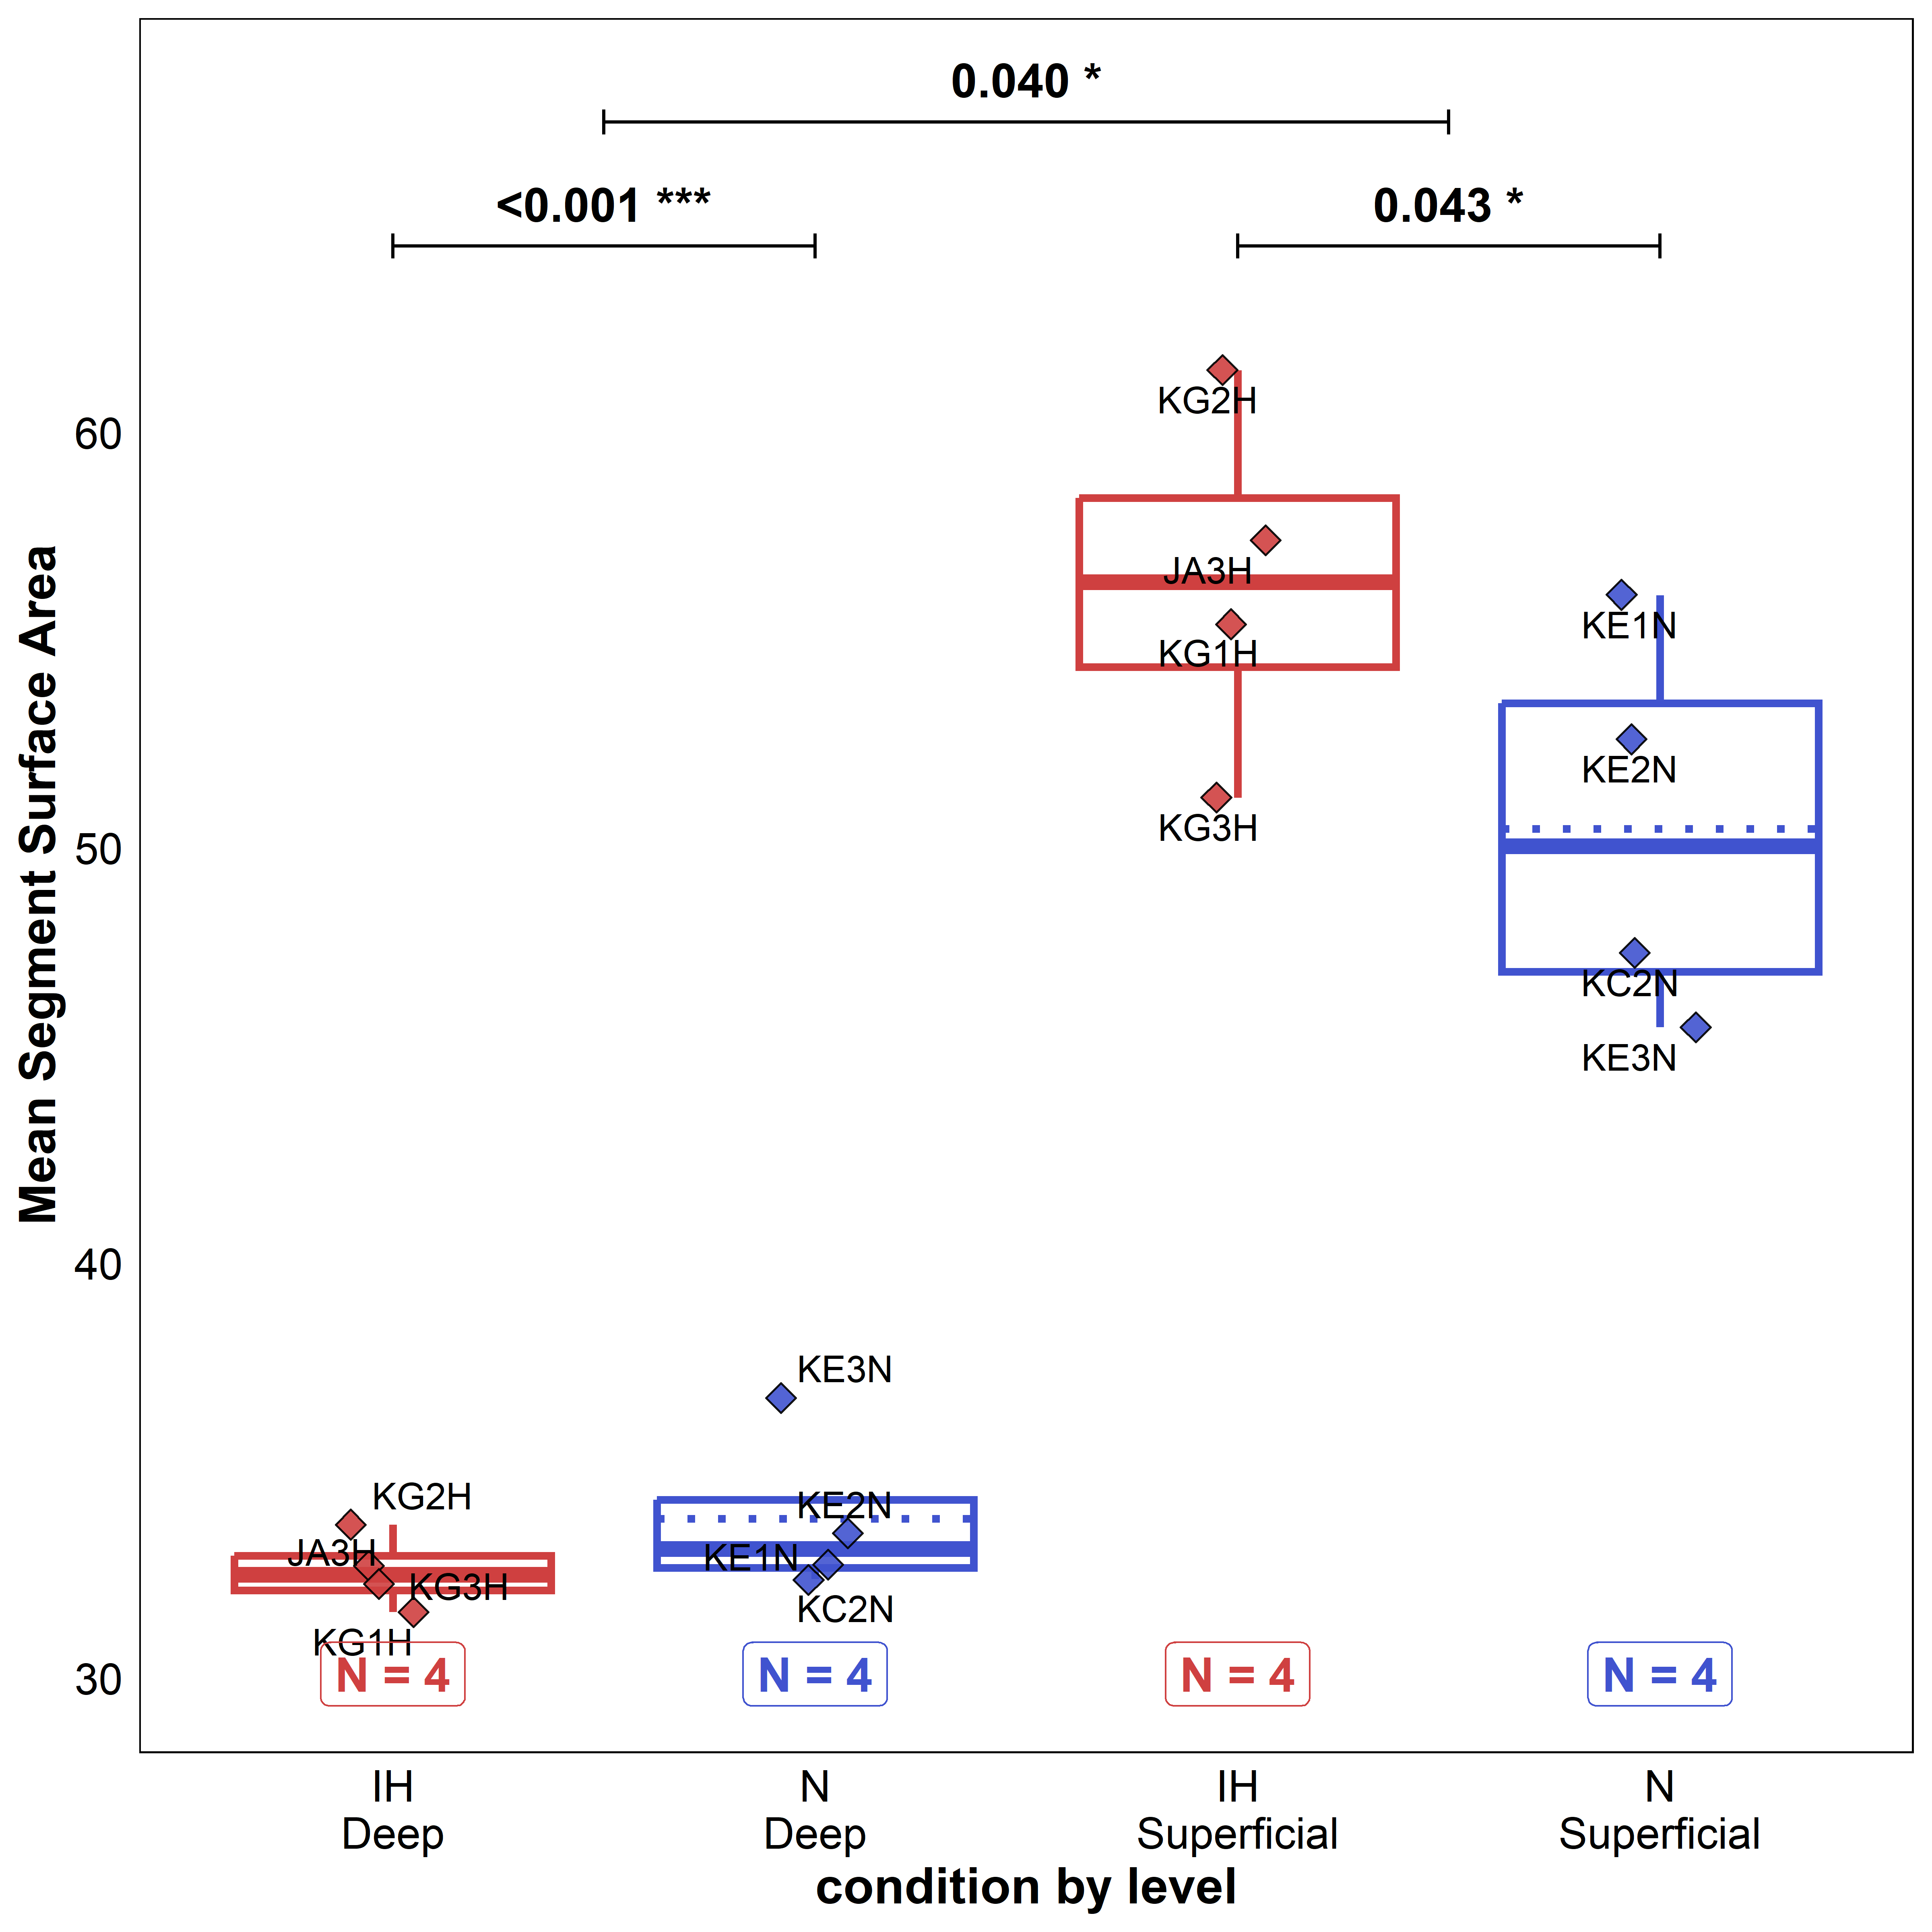 0.040 *
<0.001 ***
0.043 *
Mean Segment Surface Area
60
50
40
30
KG2H
JA3H
KG1H
KG3H
KE1N
KE2N
KC2N
KE3N
KE3N
KG2H
KE2N
JA3H
KE1N
KG3H
KC2N
KG1H
N = 4
N = 4
N = 4
N = 4
IH
Deep
N
Deep
IH
Superficial
N
Superficial
condition by level